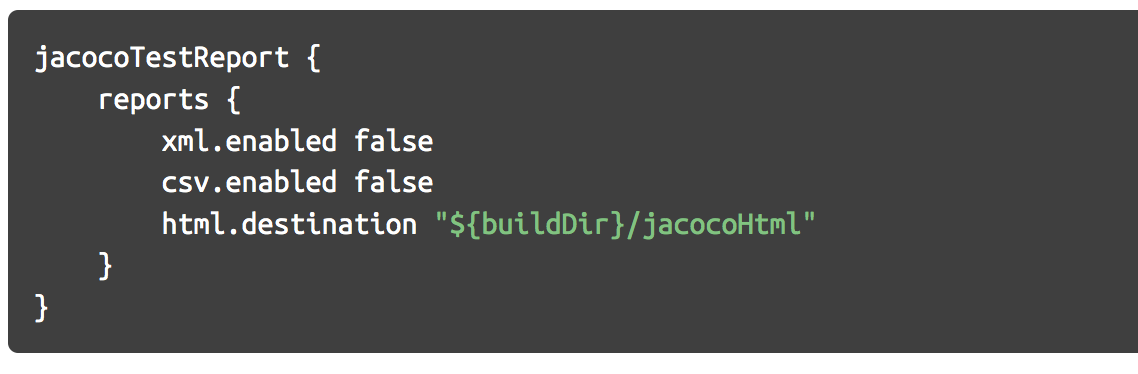 jacocoTestReport {
    reports {
        xml.enabled false
        csv.enabled false
        html.destination "${buildDir}/jacocoHtml"
    }
}